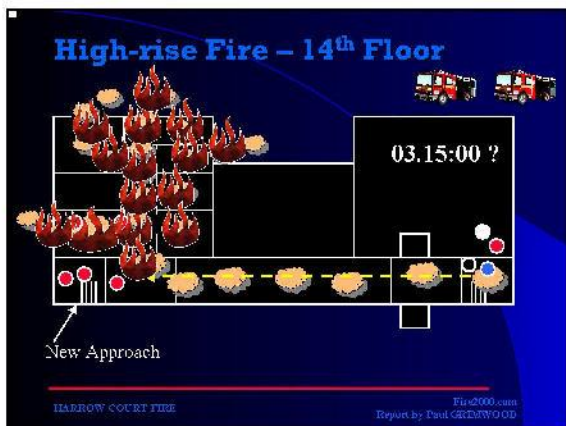 High-rise Fire – 14th Floor
03.15:00 ?
New Approach
HARROW COURT FIRE
Fire2000.com
Report by Paul GRIMWOOD